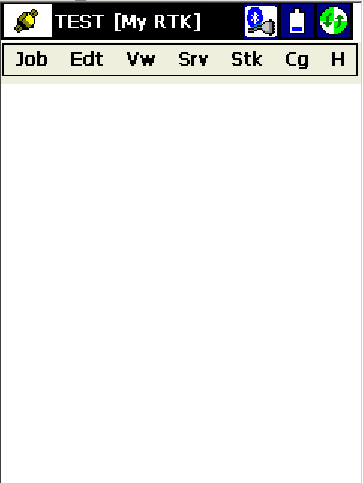 TEST [My RTK]
Job Edt Vw Srv Stk Cg H